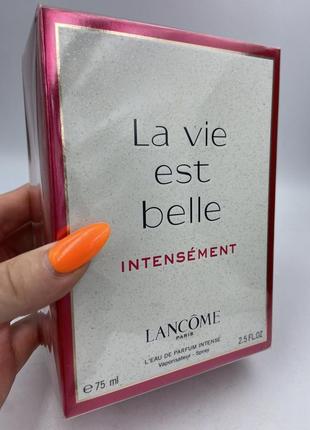 La vie
est
belle
INTENSÉMENT
LANCÔME
PARIS
L'EAU DE PARFUM INTENSE
Vaporisateur - Spray
e 75 ml 2.5 FL.OZ